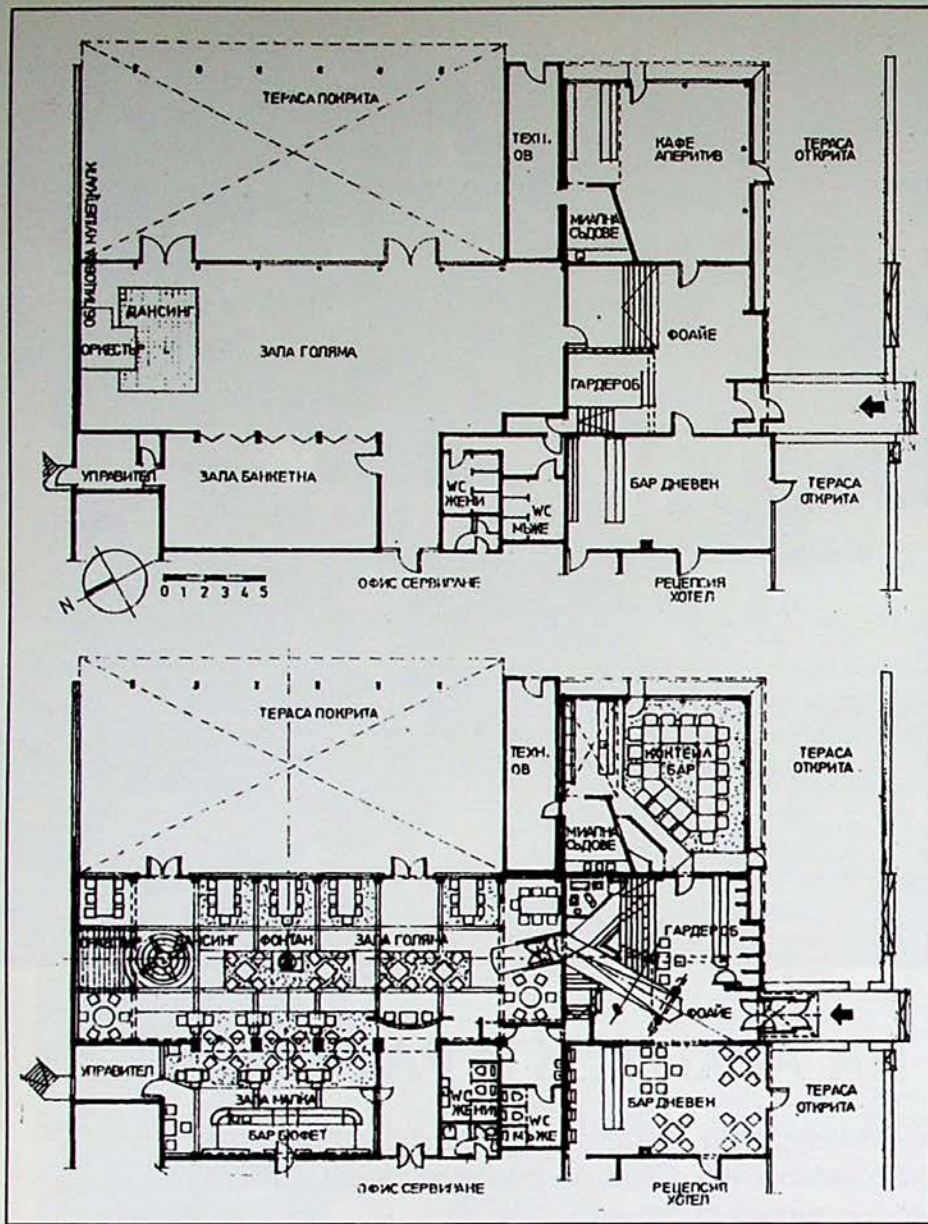 ТЕРАСА ПОКРИТА
ТЕХН.
ОВ
КАФЕ
АПЕРИТИВ
ТЕРАСА
ОТКРИТА
МИАЛНА
СЪДОВЕ
ДАНСИНГ
ОРКЕСТЪР
ЗАЛА ГОЛЯМА
ФОАЙЕ
ГАРДЕРОБ
УПРАВИТЕЛ
ЗАЛА БАНКЕТНА
WC
ЖЕНИ
WC
МЪЖЕ
БАР ДНЕВЕН
ТЕРАСА
ОТКРИТА
N
0 1 2 3 4 5
ОФИС СЕРВИРАНЕ
РЕЦЕПСИЯ
ХОТЕЛ
ТЕРАСА ПОКРИТА
ТЕХН.
ОВ
КОКТЕЙЛ
БАР
ТЕРАСА
ОТКРИТА
МИАЛНА
СЪДОВЕ
ОРКЕСТЪР
ДАНСИНГ
ФОНТАН
ЗАЛА ГОЛЯМА
ГАРДЕРОБ
ФОАЙЕ
УПРАВИТЕЛ
ЗАЛА МАЛКА
БАР БЮФЕТ
WC
ЖЕНИ
WC
МЪЖЕ
БАР ДНЕВЕН
ТЕРАСА
ОТКРИТА
ОФИС СЕРВИРАНЕ
РЕЦЕПСИЯ
ХОТЕЛ